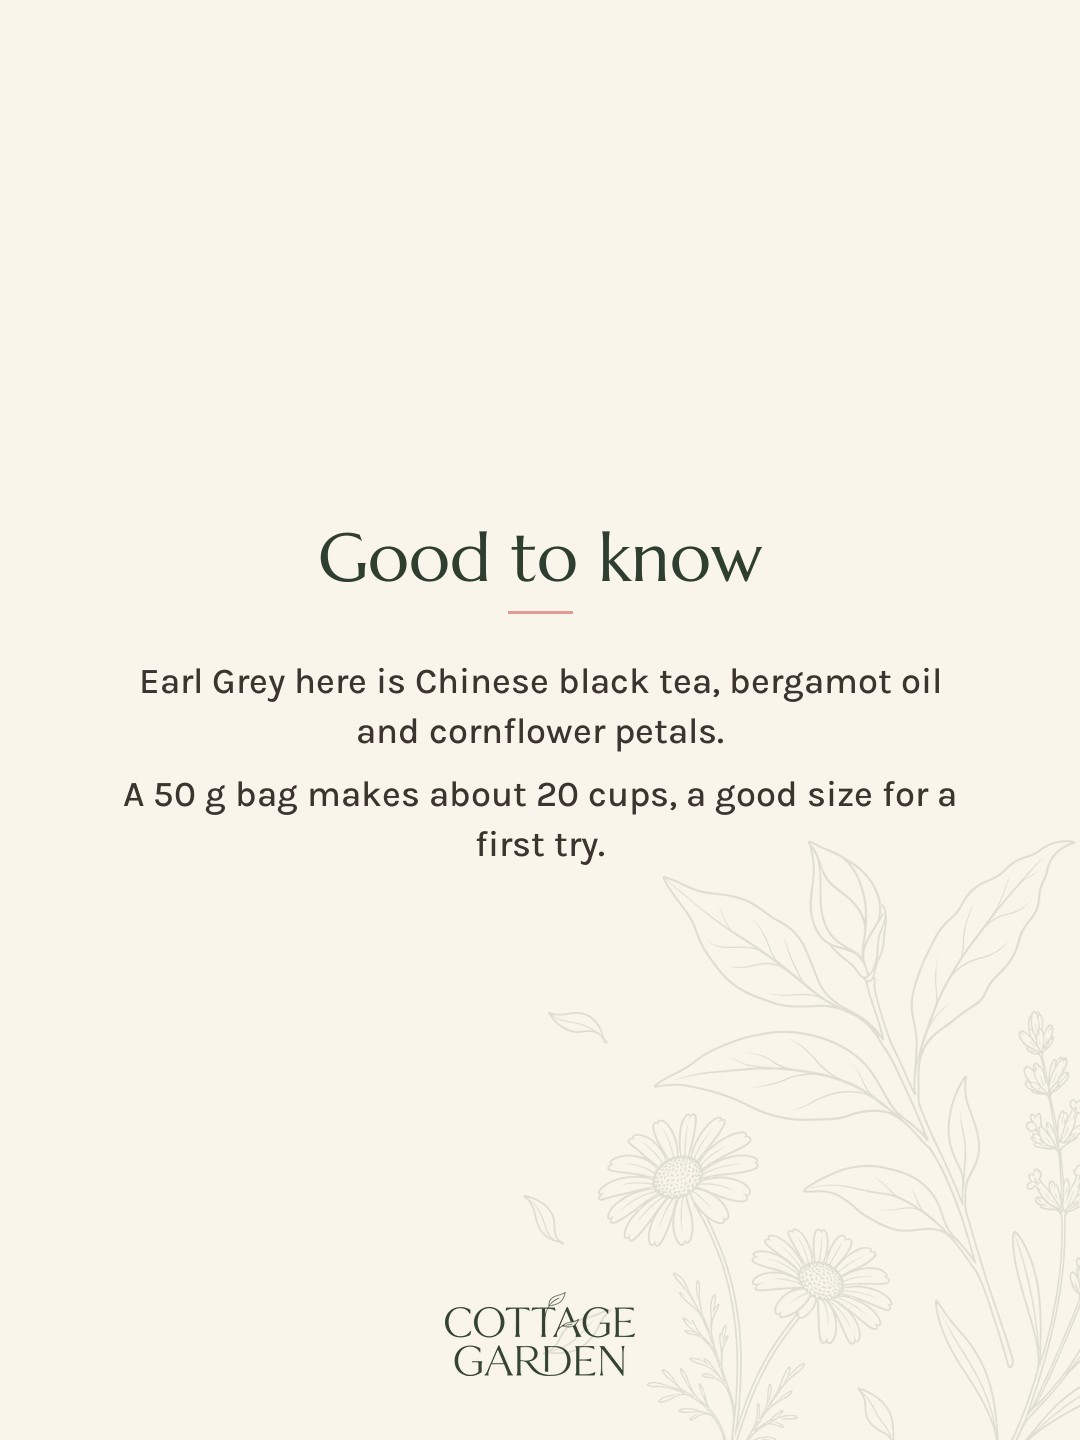 Good to know
Earl Grey here is Chinese black tea, bergamot oil
and cornflower petals.
A 50 g bag makes about 20 cups, a good size for a
first try.
COTTAGE
GARDEN